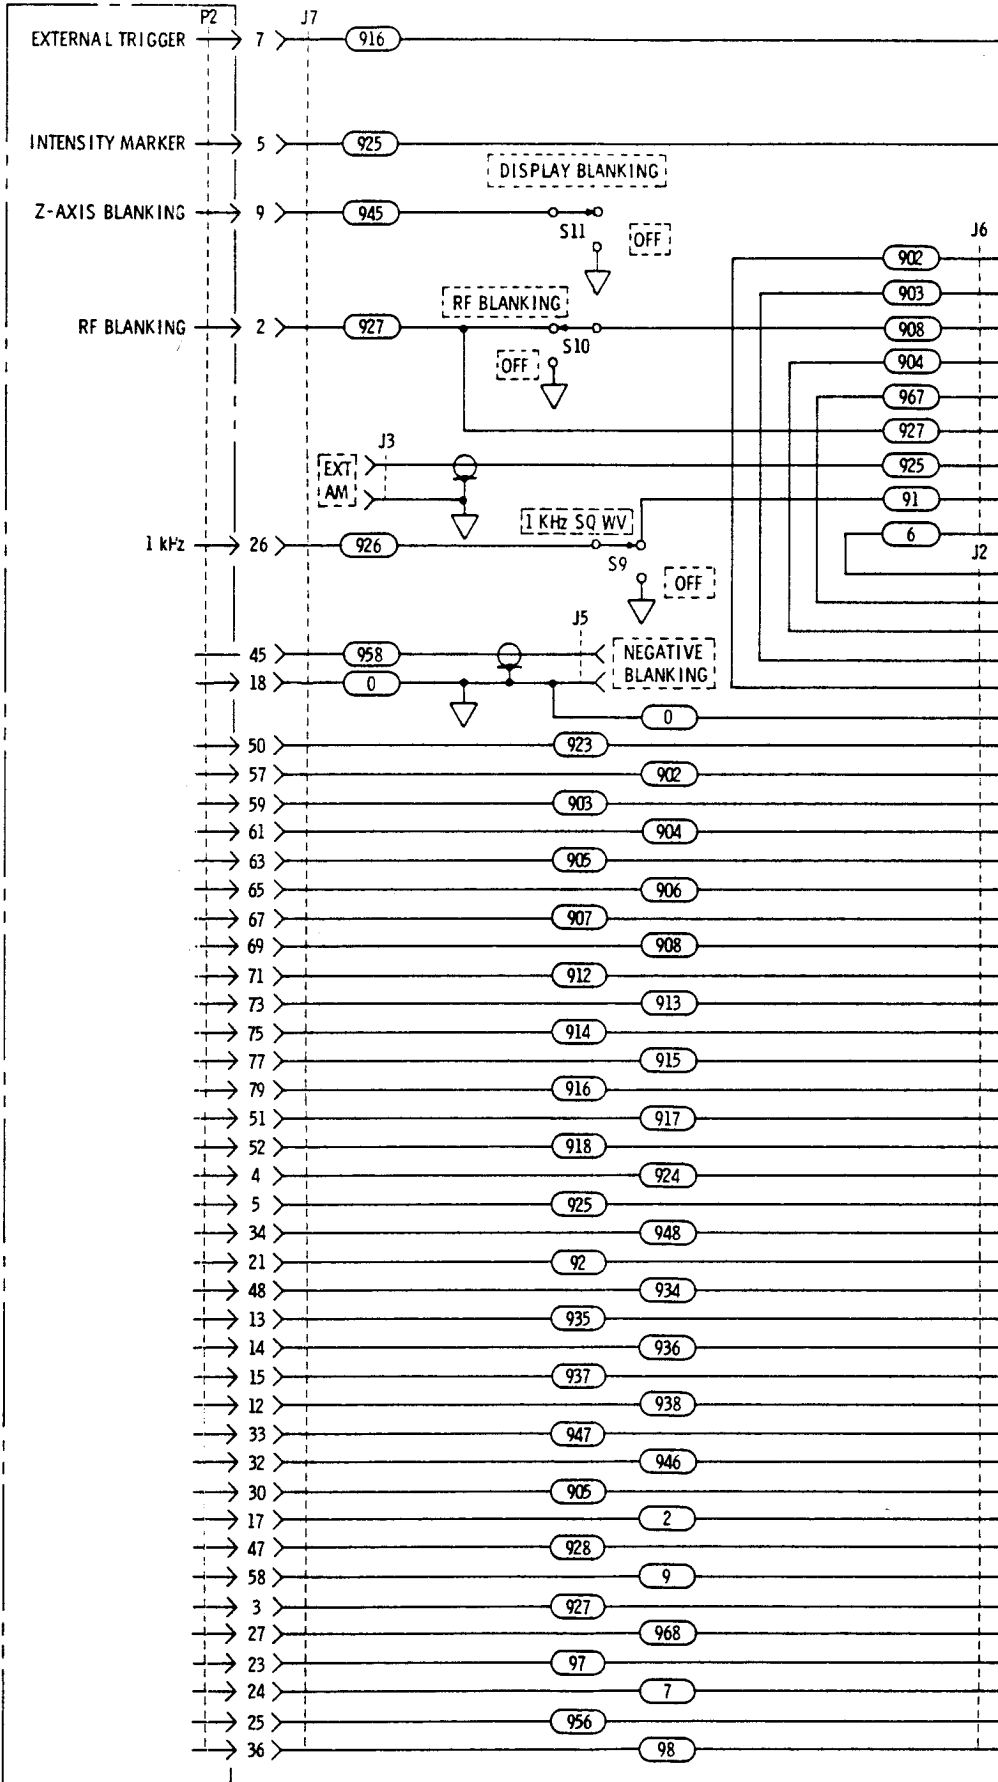 P2 J7
EXTERNAL TRIGGER 7 916
INTENSITY MARKER 5 925
DISPLAY BLANKING
Z-AXIS BLANKING 9 945
S11 OFF
J6
902
RF BLANKING 903
RF BLANKING 2 927 908
S10
OFF 904
967
927
J3
EXT 925
AM 91
1 KHz SQ WV
6
1 kHz 26 926
J2
S9
OFF
J5
45 958 NEGATIVE
18 0 BLANKING
0
50 923
57 902
59 903
61 904
63 905
65 906
67 907
69 908
71 912
73 913
75 914
77 915
79 916
51 917
52 918
4 924
5 925
34 948
21 92
48 934
13 935
14 936
15 937
12 938
33 947
32 946
30 905
17 2
47 928
58 9
3 927
27 968
23 97
24 7
25 956
36 98